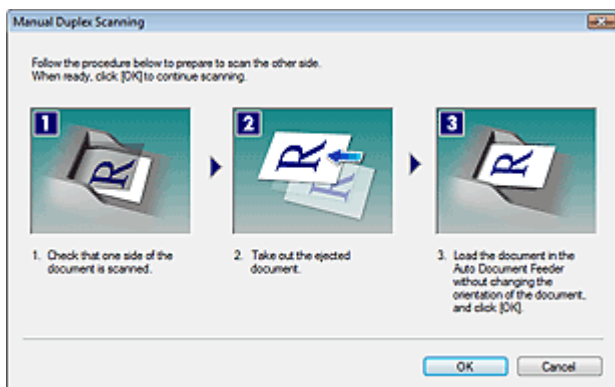 Manual Duplex Scanning
Follow the procedure below to prepare to scan the other side.
When ready, click [OK] to continue scanning.
1
2
3
R
R
R
R
1. Check that one side of the
document is scanned.
2. Take out the ejected
document.
3. Load the document in the
Auto Document Feeder
without changing the
orientation of the document,
and click [OK].
OK
Cancel